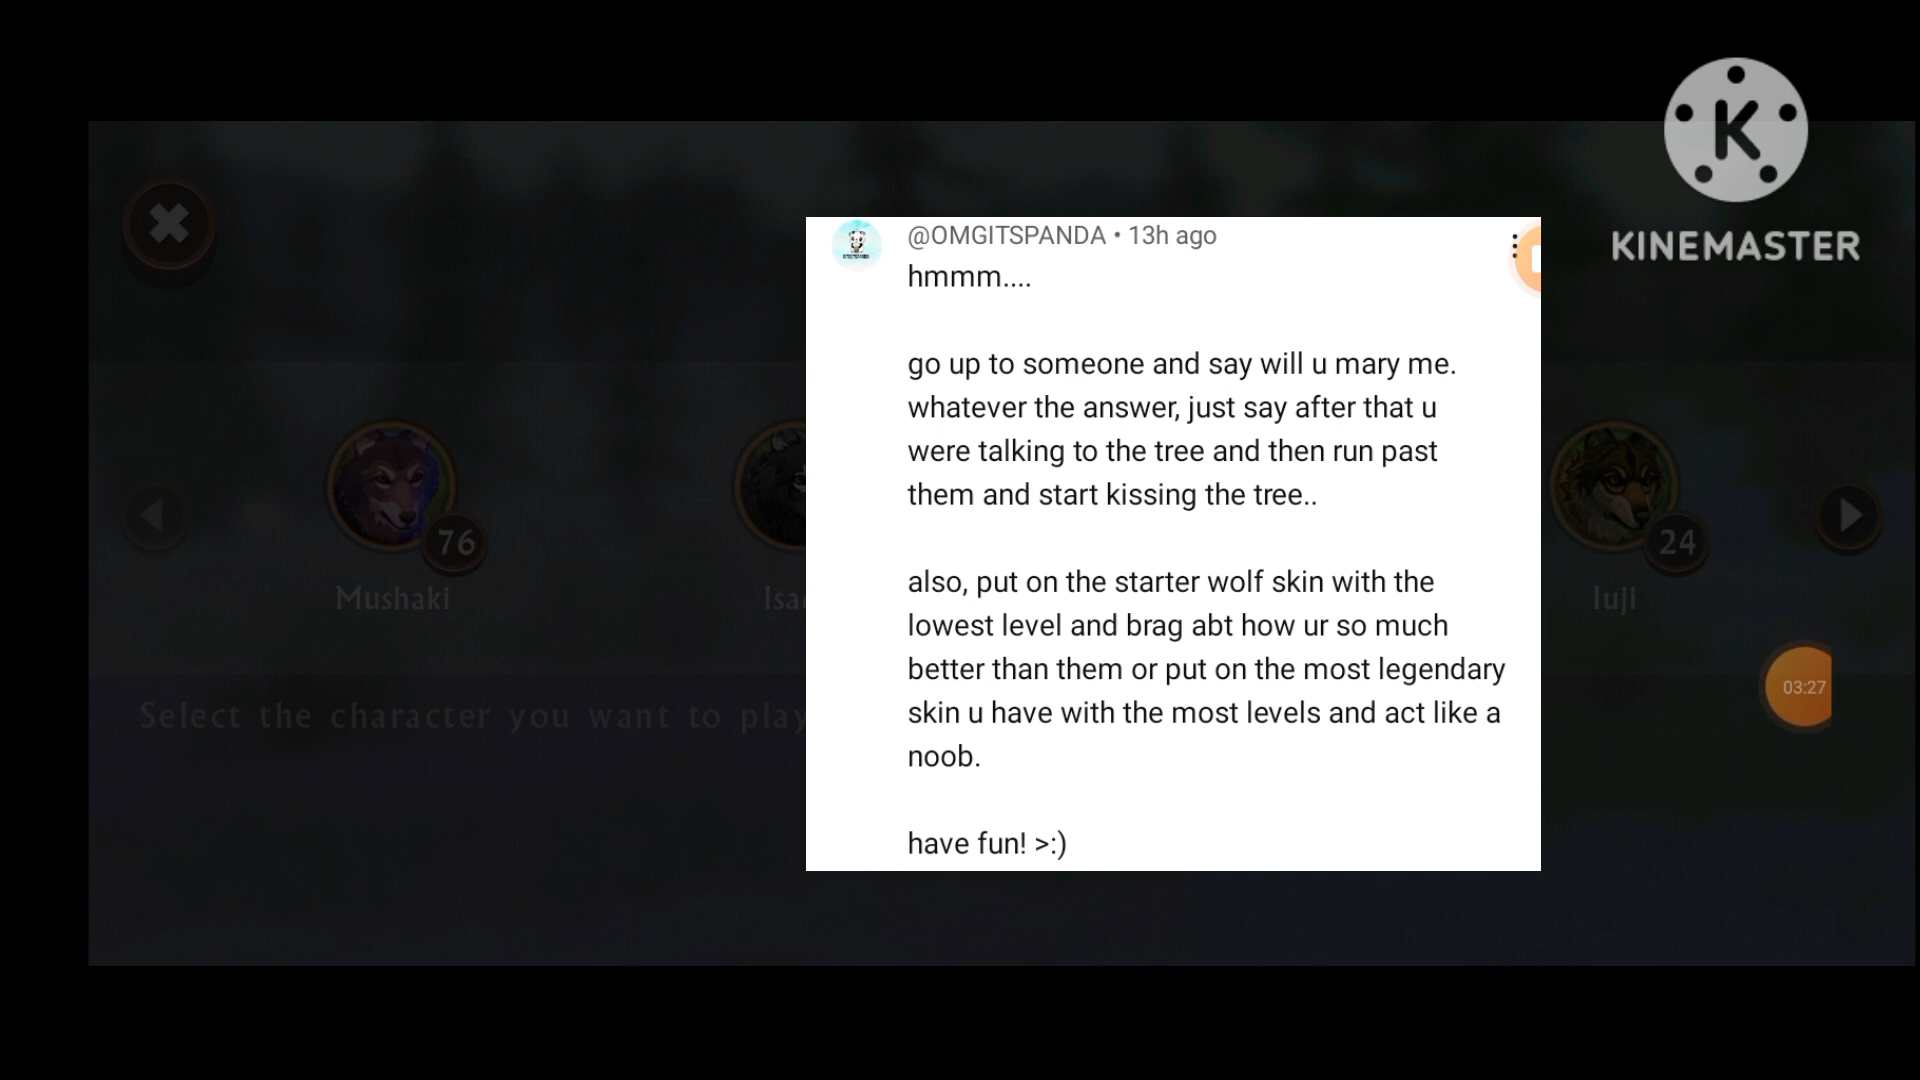 KINEMASTER
@OMGITSPANDA • 13h ago
hmmm....
go up to someone and say will u mary me.
whatever the answer, just say after that u
were talking to the tree and then run past
them and start kissing the tree..
also, put on the starter wolf skin with the
lowest level and brag abt how ur so much
better than them or put on the most legendary
skin u have with the most levels and act like a
noob.
have fun! >:)
76
Mushaki
24
Iuji
Select the character you want to play
03:27